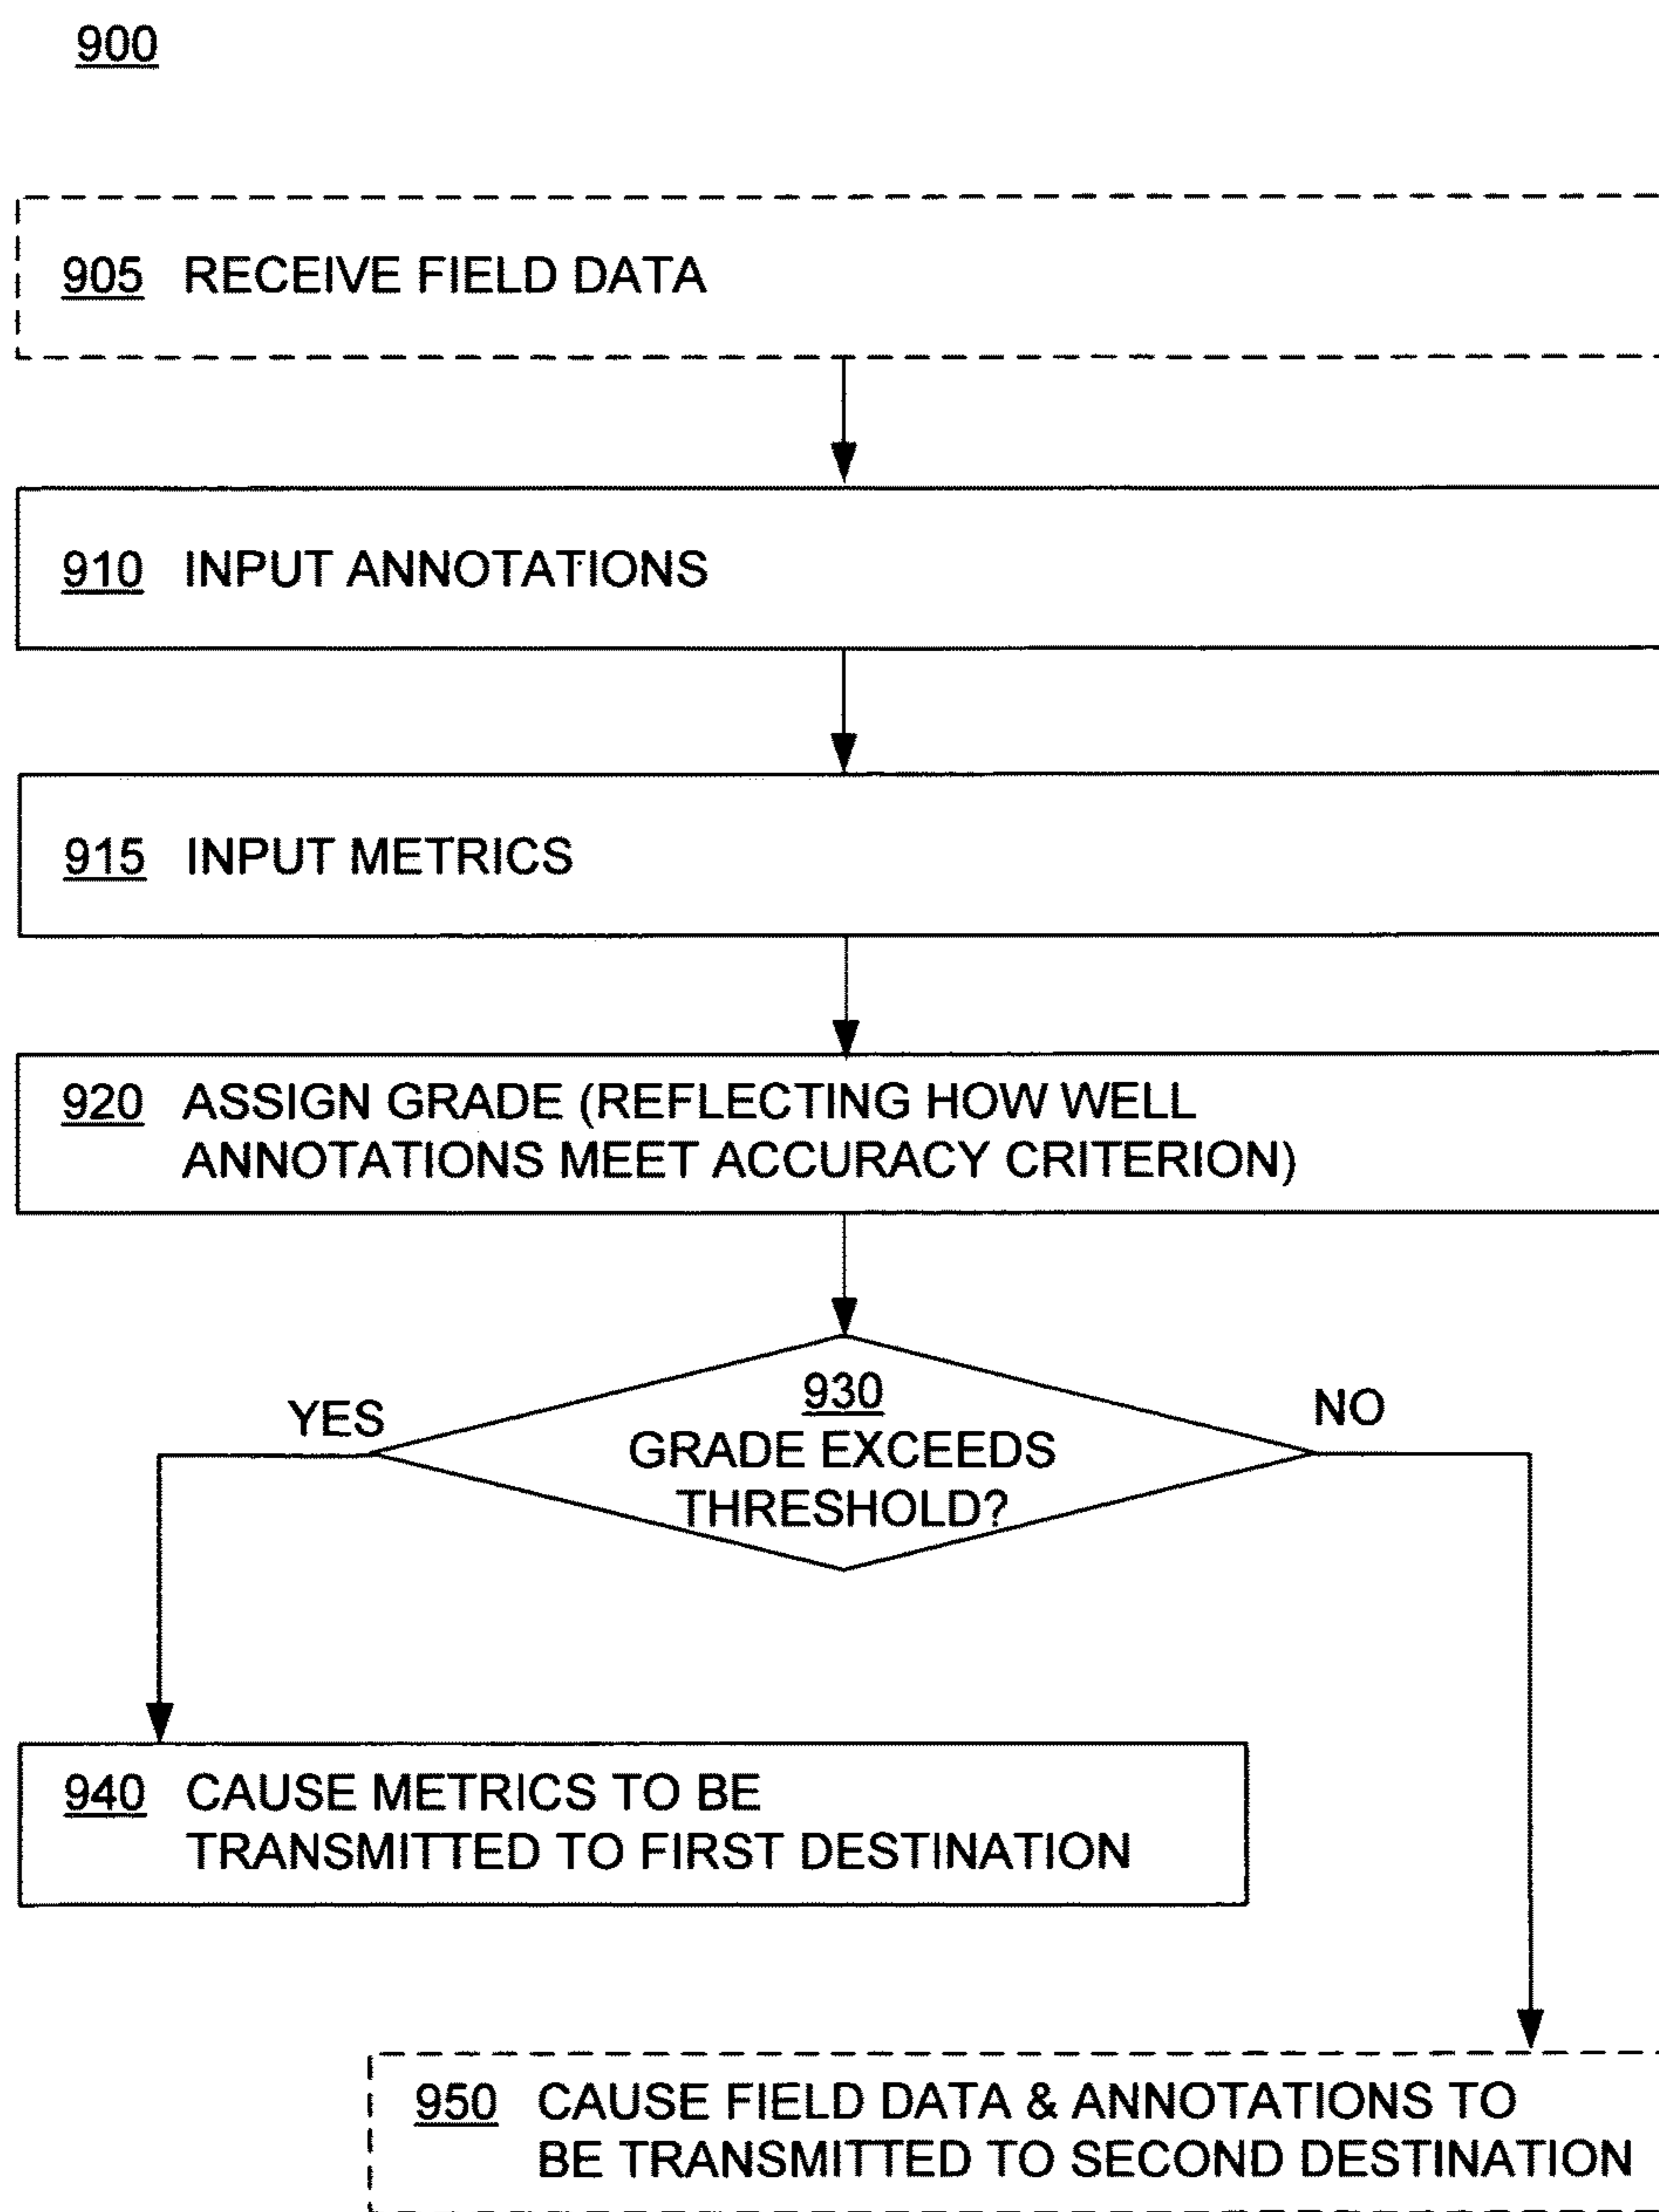 900
905 RECEIVE FIELD DATA
910 INPUT ANNOTATIONS
915 INPUT METRICS
920 ASSIGN GRADE (REFLECTING HOW WELL
ANNOTATIONS MEET ACCURACY CRITERION)
930
GRADE EXCEEDS
THRESHOLD?
YES
NO
940 CAUSE METRICS TO BE
TRANSMITTED TO FIRST DESTINATION
950 CAUSE FIELD DATA & ANNOTATIONS TO
BE TRANSMITTED TO SECOND DESTINATION